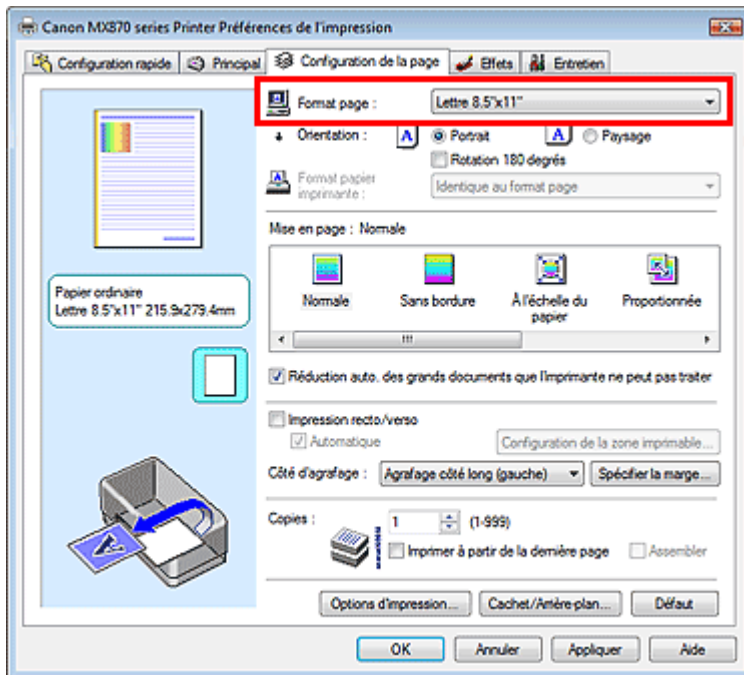 Canon MX870 series Printer Préférences de l'impression
Configuration rapide Principal Configuration de la page Effets Entretien
Format page : Lettre 8.5"x11"
Orientation : A Portrait A Paysage
Rotation 180 degrés
Format papier
imprimante : Identique au format page
Mise en page : Normale
Normale Sans bordure À l'échelle du
papier Proportionnée
Papier ordinaire
Lettre 8.5"x11" 215.9x279.4mm
Réduction auto. des grands documents que l'imprimante ne peut pas traiter
Impression recto/verso
Automatique Configuration de la zone imprimable...
Côté d'agrafage : Agrafage côté long (gauche) Spécifier la marge...
Copies : 1 (1-999)
Imprimer à partir de la dernière page Assembler
Options d'impression... Cachet/Arrière-plan... Défaut
OK Annuler Appliquer Aide